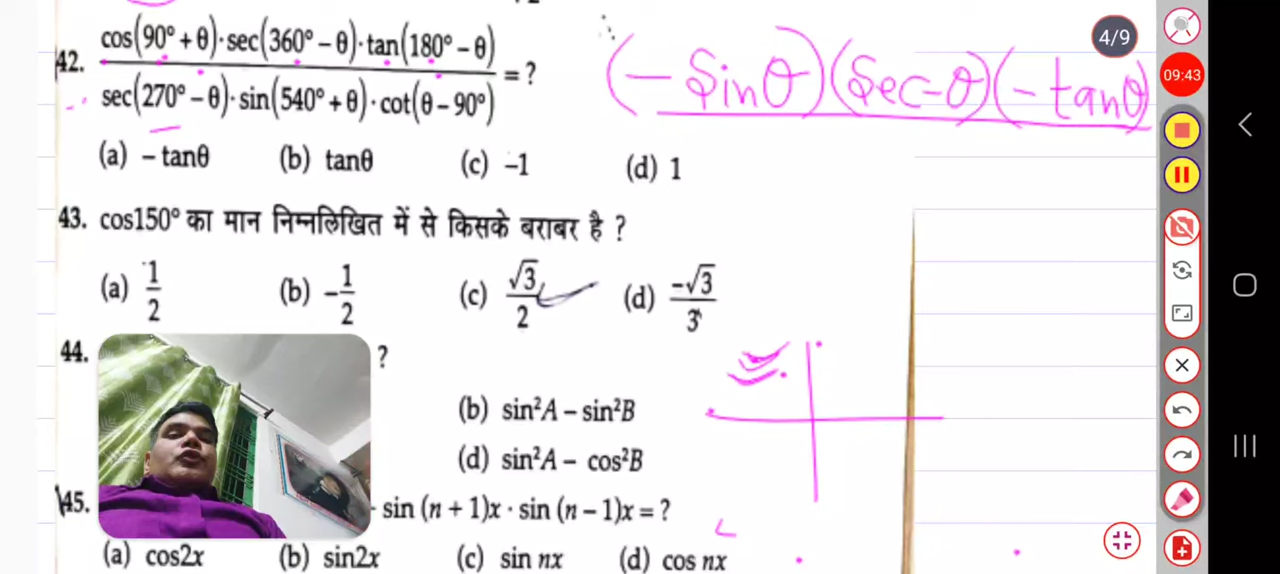 42. cos(90° + θ)·sec(360° − θ)·tan(180° − θ)
sec(270° − θ)·sin(540° + θ)·cot(θ − 90°) = ?
(− Sinθ)(Sec−θ)(− tanθ)
(a) − tanθ (b) tanθ (c) −1 (d) 1
43. cos150° का मान निम्नलिखित में से किसके बराबर है ?
(a) 1/2 (b) −1/2 (c) √3/2 (d) −√3/3
44. ?
(b) sin²A − sin²B
(d) sin²A − cos²B
45. sin (n + 1)x · sin (n − 1)x = ?
(a) cos2x (b) sin2x (c) sin nx (d) cos nx
4/9
09:43